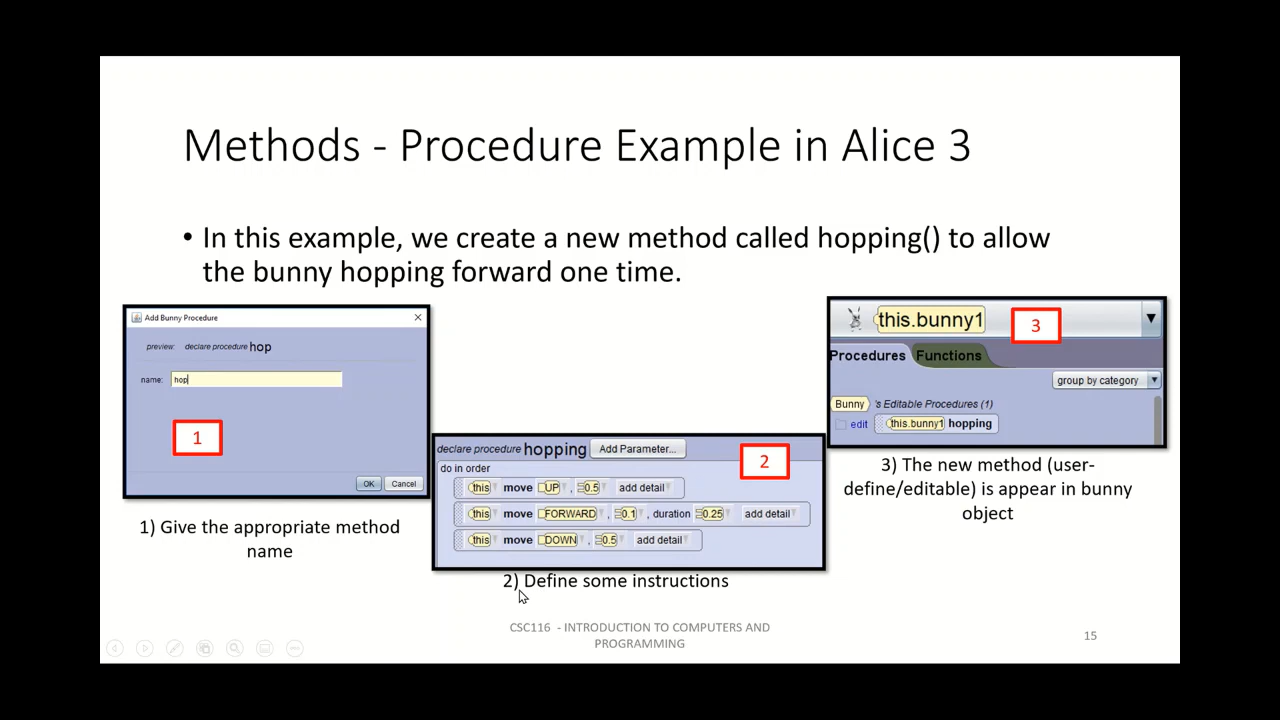 Methods - Procedure Example in Alice 3
• In this example, we create a new method called hopping() to allow
the bunny hopping forward one time.
Add Bunny Procedure
preview: declare procedure hop
name: hop
1
OK Cancel
1) Give the appropriate method
name
declare procedure hopping Add Parameter...
2
do in order
this move UP , 0.5 add detail
this move FORWARD , 0.1 , duration 0.25 add detail
this move DOWN , 0.5 add detail
2) Define some instructions
this.bunny1
3
Procedures Functions
group by category
Bunny 's Editable Procedures (1)
edit this.bunny1 hopping
3) The new method (user-
define/editable) is appear in bunny
object
CSC116 - INTRODUCTION TO COMPUTERS AND
PROGRAMMING
15